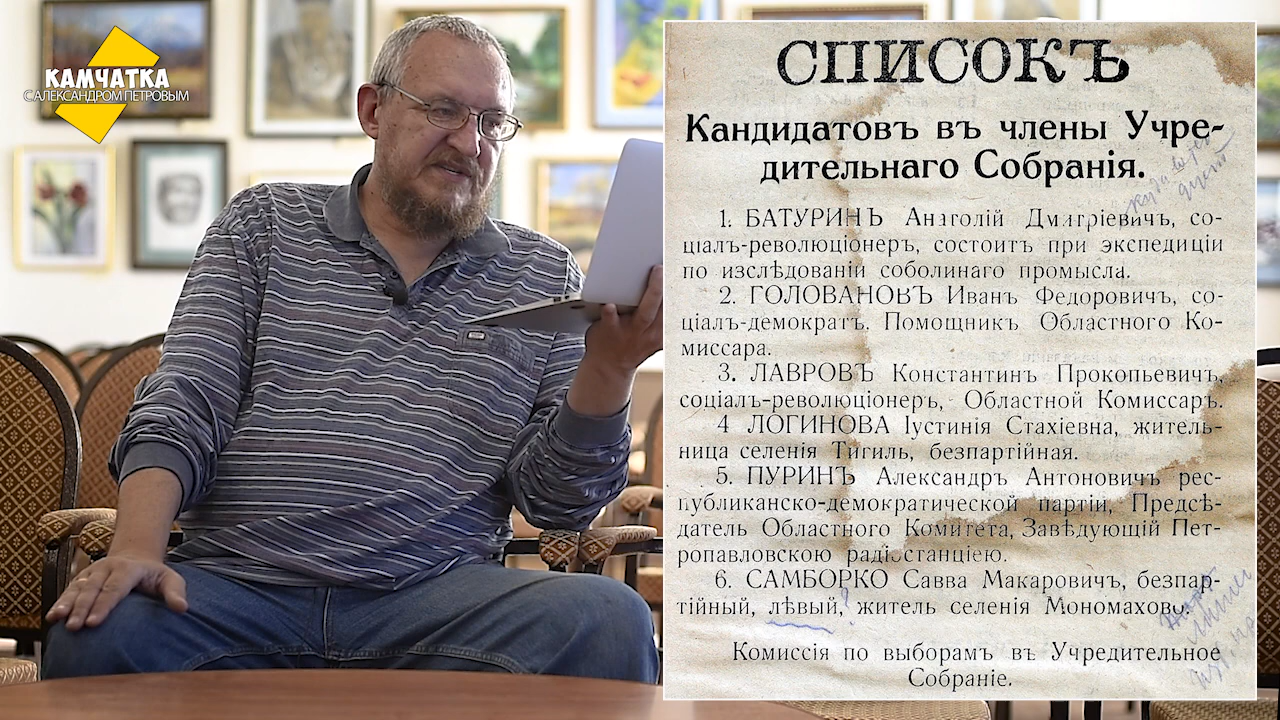 КАМЧАТКА
С АЛЕКСАНДРОМ ПЕТРОВЫМ
СПИСОКЪ
Кандидатовъ въ члены Учре-
дительнаго Собранія.
1. БАТУРИНЪ Анатолій Дмитріевичъ, со-
ціалъ-революціонеръ, состоитъ при экспедиціи
по изслѣдованіи соболинаго промысла.
2. ГОЛОВАНОВЪ Иванъ Федоровичъ, со-
ціалъ-демократъ. Помощникъ Областного Ко-
миссара.
3. ЛАВРОВЪ Константинъ Прокопьевичъ,
соціалъ-революціонеръ, Областной Комиссаръ.
4 ЛОГИНОВА Іустинія Стахіевна, житель-
ница селенія Тигиль, безпартійная.
5. ПУРИНЪ Александръ Антоновичъ рес-
публиканско-демократической партіи, Предсѣ-
датель Областного Комитета, Завѣдующій Пет-
ропавловскою радіостанціею.
6. САМБОРКО Савва Макаровичъ, безпар-
тійный, лѣвый,? житель селенія Мономахово.
Комиссія по выборамъ въ Учредительное
Собраніе.